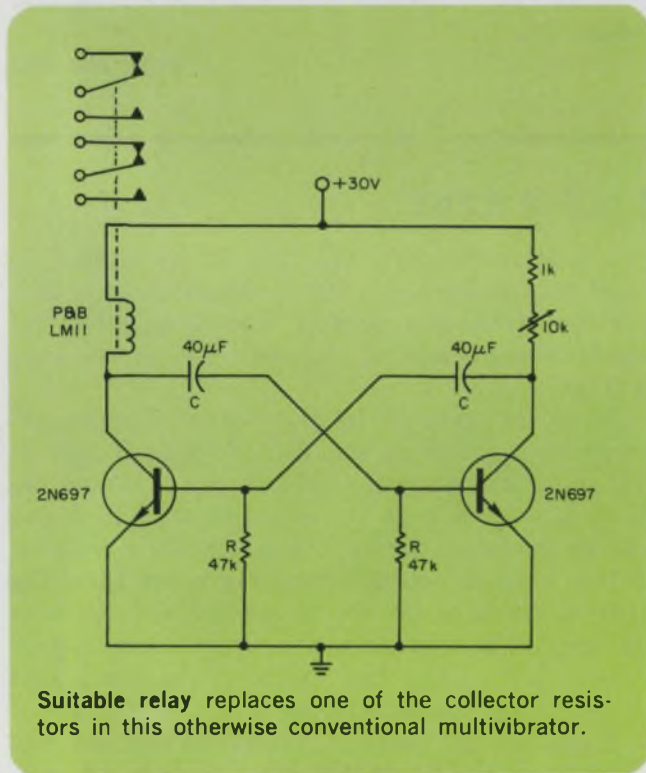 +30V
1k
10k
P&B
LM11
40μF
C
40μF
C
2N697
2N697
R
47k
R
47k
Suitable relay replaces one of the collector resis-
tors in this otherwise conventional multivibrator.